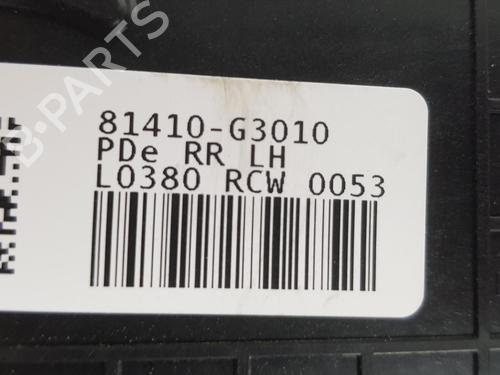 81410-G3010
PDe RR LH
L0380 RCW 0053
B-Parts